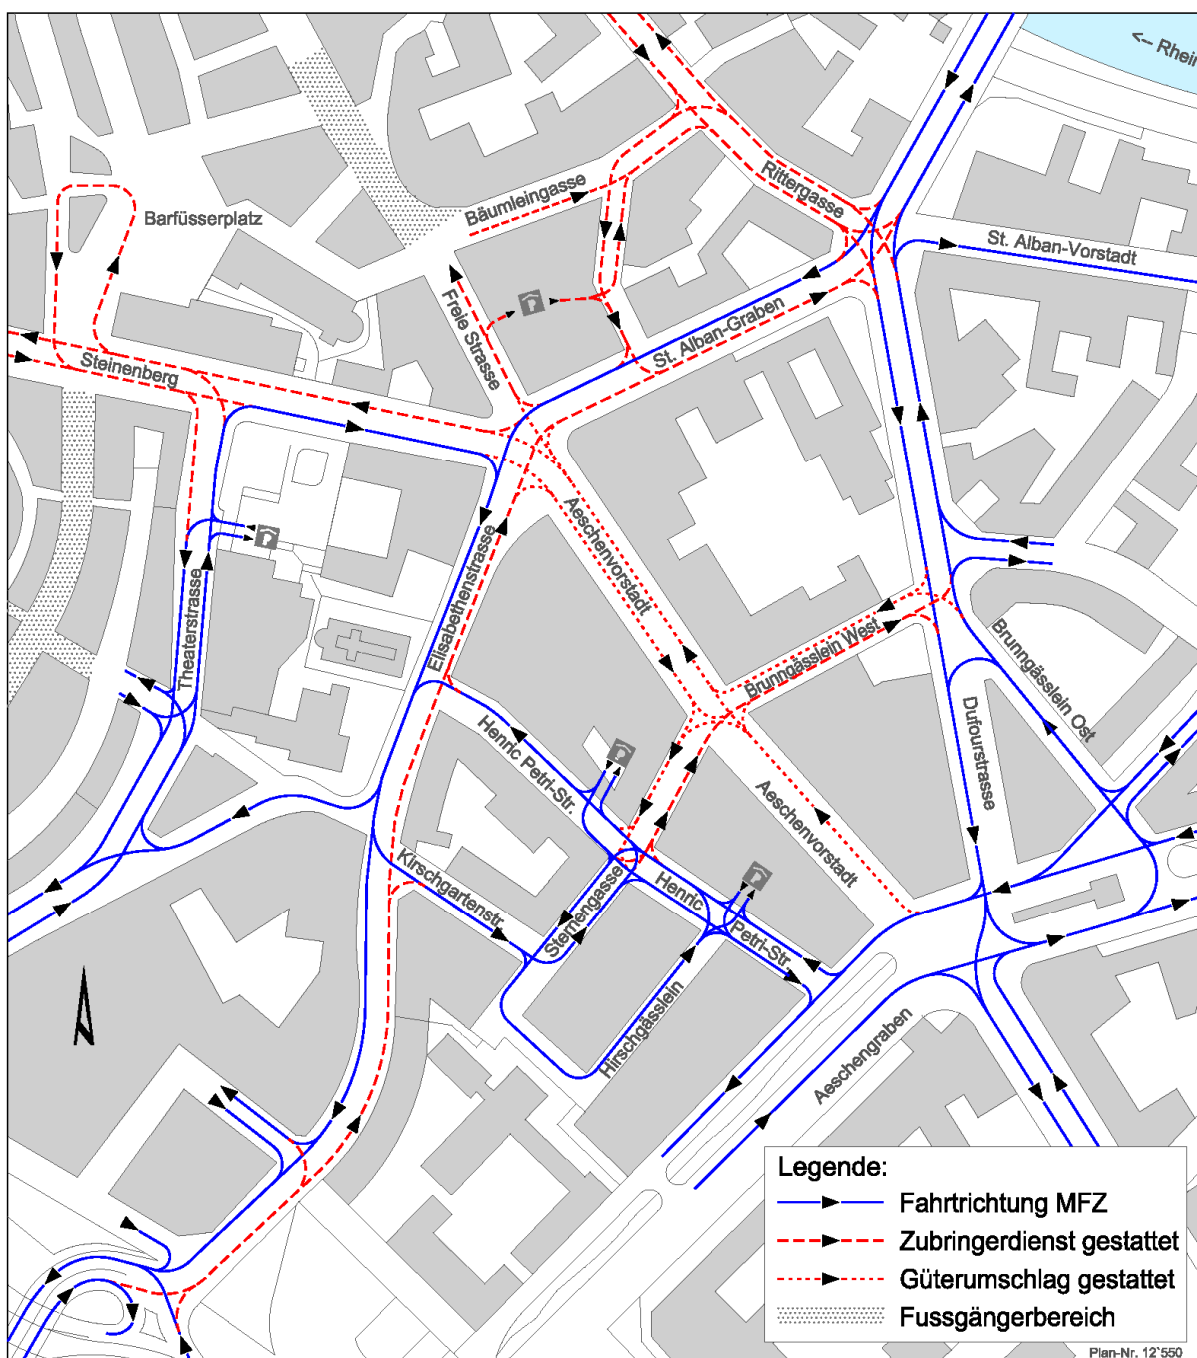 <-- Rhein
Rittergasse
Bäumleingasse
Barfüsserplatz
St. Alban-Vorstadt
Freie Strasse
St. Alban-Graben
Steinenberg
Aeschenvorstadt
Elisabethenstrasse
Theaterstrasse
Brunngässlein West
Brunngässlein Ost
Henric Petri-Str.
Dufourstrasse
Aeschenvorstadt
Kirschgartenstr.
Sternengasse
Henric
Petri-Str.
Hirschgässlein
Aeschengraben
Legende:
Fahrtrichtung MFZ
Zubringerdienst gestattet
Güterumschlag gestattet
Fussgängerbereich
Plan-Nr. 12`550